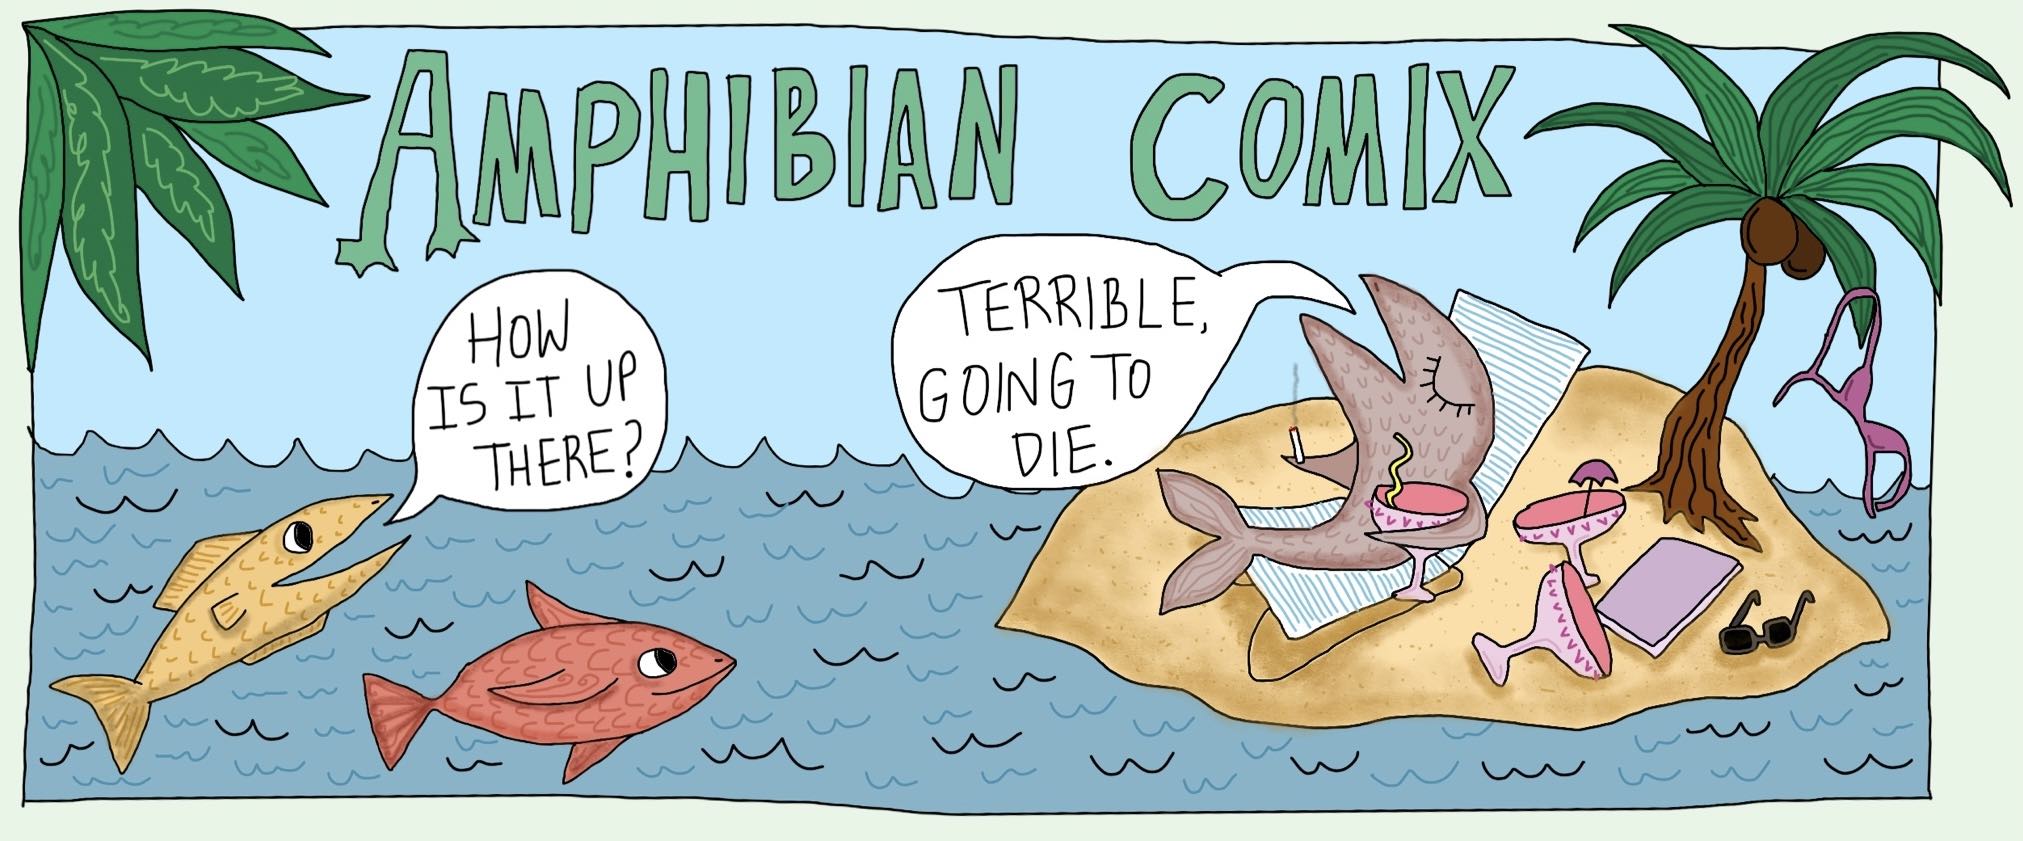 AMPHIBIAN COMIX
HOW
IS IT UP
THERE?
TERRIBLE,
GOING TO
DIE.